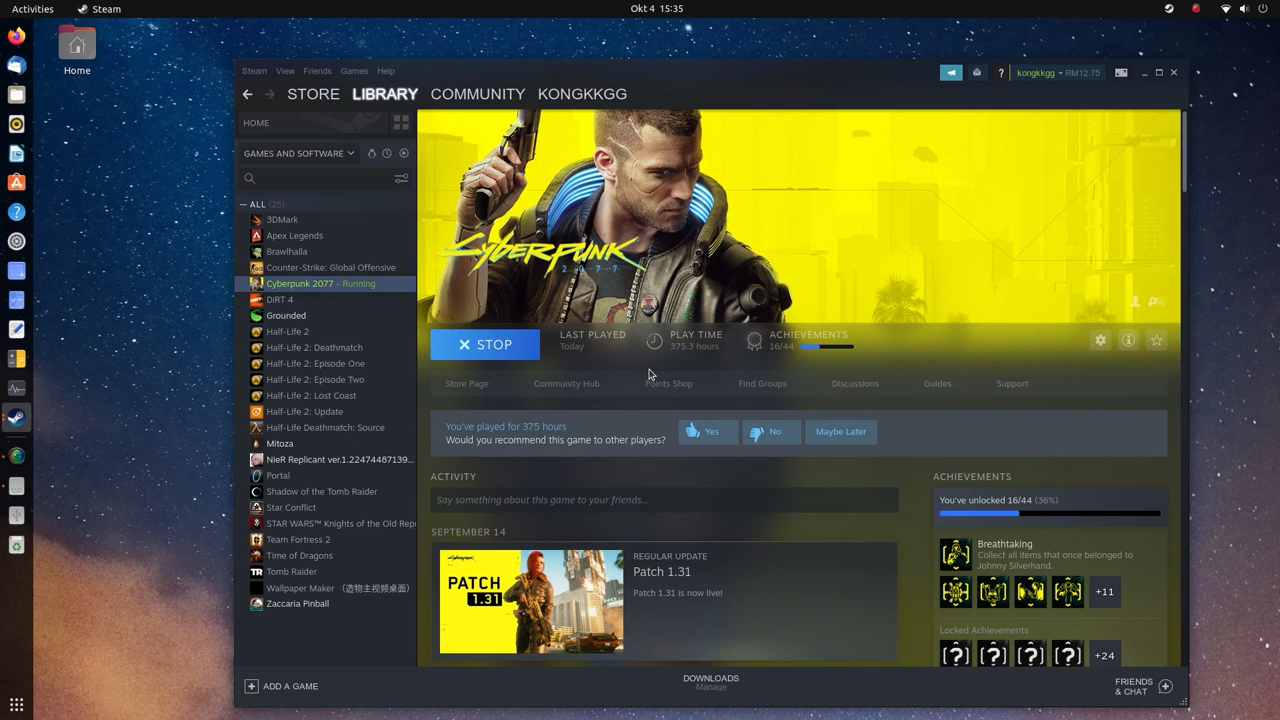 Activities
Steam
Okt 4  15:35
Home
Steam
View
Friends
Games
Help
?
kongkkgg
RM12.75
STORE
LIBRARY
COMMUNITY
KONGKKGG
HOME
GAMES AND SOFTWARE
— ALL (25)
3DMark
Apex Legends
Brawlhalla
Counter-Strike: Global Offensive
Cyberpunk 2077 - Running
DiRT 4
Grounded
Half-Life 2
Half-Life 2: Deathmatch
Half-Life 2: Episode One
Half-Life 2: Episode Two
Half-Life 2: Lost Coast
Half-Life 2: Update
Half-Life Deathmatch: Source
Mitoza
NieR Replicant ver.1.22474487139...
Portal
Shadow of the Tomb Raider
Star Conflict
STAR WARS™ Knights of the Old Rep
Team Fortress 2
Time of Dragons
TR Tomb Raider
Wallpaper Maker （造物主视频桌面）
Zaccaria Pinball
CYBERPUNK
2077
STOP
LAST PLAYED
Today
PLAY TIME
375.3 hours
ACHIEVEMENTS
16/44
Store Page
Community Hub
Points Shop
Find Groups
Discussions
Guides
Support
You've played for 375 hours
Would you recommend this game to other players?
Yes
No
Maybe Later
ACTIVITY
Say something about this game to your friends...
SEPTEMBER 14
PATCH
1.31
REGULAR UPDATE
Patch 1.31
Patch 1.31 is now live!
ACHIEVEMENTS
You've unlocked 16/44 (36%)
Breathtaking
Collect all items that once belonged to
Johnny Silverhand.
+11
Locked Achievements
? ? ? ? +24
ADD A GAME
DOWNLOADS
Manage
FRIENDS
& CHAT